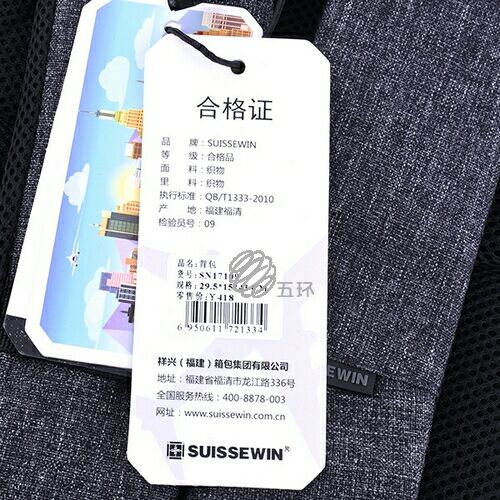 合格证
品 牌：SUISSEWIN
等 级：合格品
面 料：织物
里 料：织物
执行标准：QB/T1333-2010
产 地：福建福清
检验员号：09
品名：背包
货号：SN1710
规格：29.5*15
零售价：￥418
6 950611 721334
五环
祥兴（福建）箱包集团有限公司
地址：福建省福清市龙江路336号
全国服务热线：400-8878-003
网址：www.suissewin.com.cn
SUISSEWIN®
SSEWIN